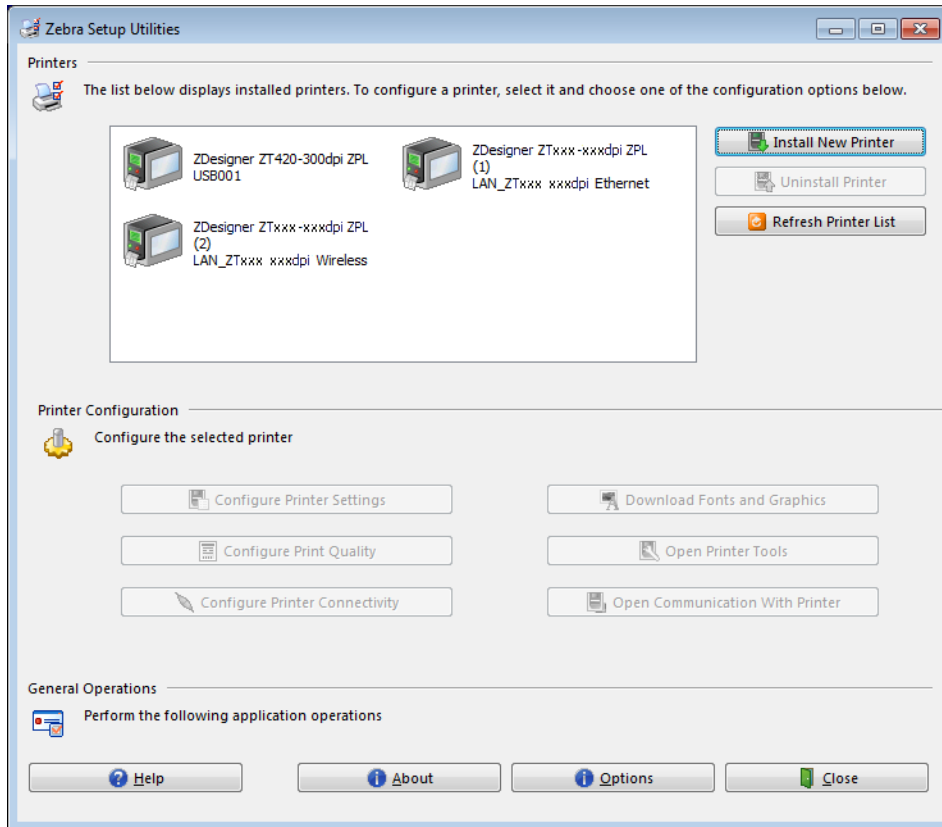 Zebra Setup Utilities
Printers
The list below displays installed printers. To configure a printer, select it and choose one of the configuration options below.
ZDesigner ZT420-300dpi ZPL
USB001
ZDesigner ZTxxx-xxxdpi ZPL
(1)
LAN_ZTxxx xxxdpi Ethernet
ZDesigner ZTxxx-xxxdpi ZPL
(2)
LAN_ZTxxx xxxdpi Wireless
Install New Printer
Uninstall Printer
Refresh Printer List
Printer Configuration
Configure the selected printer
Configure Printer Settings
Download Fonts and Graphics
Configure Print Quality
Open Printer Tools
Configure Printer Connectivity
Open Communication With Printer
General Operations
Perform the following application operations
Help
About
Options
Close